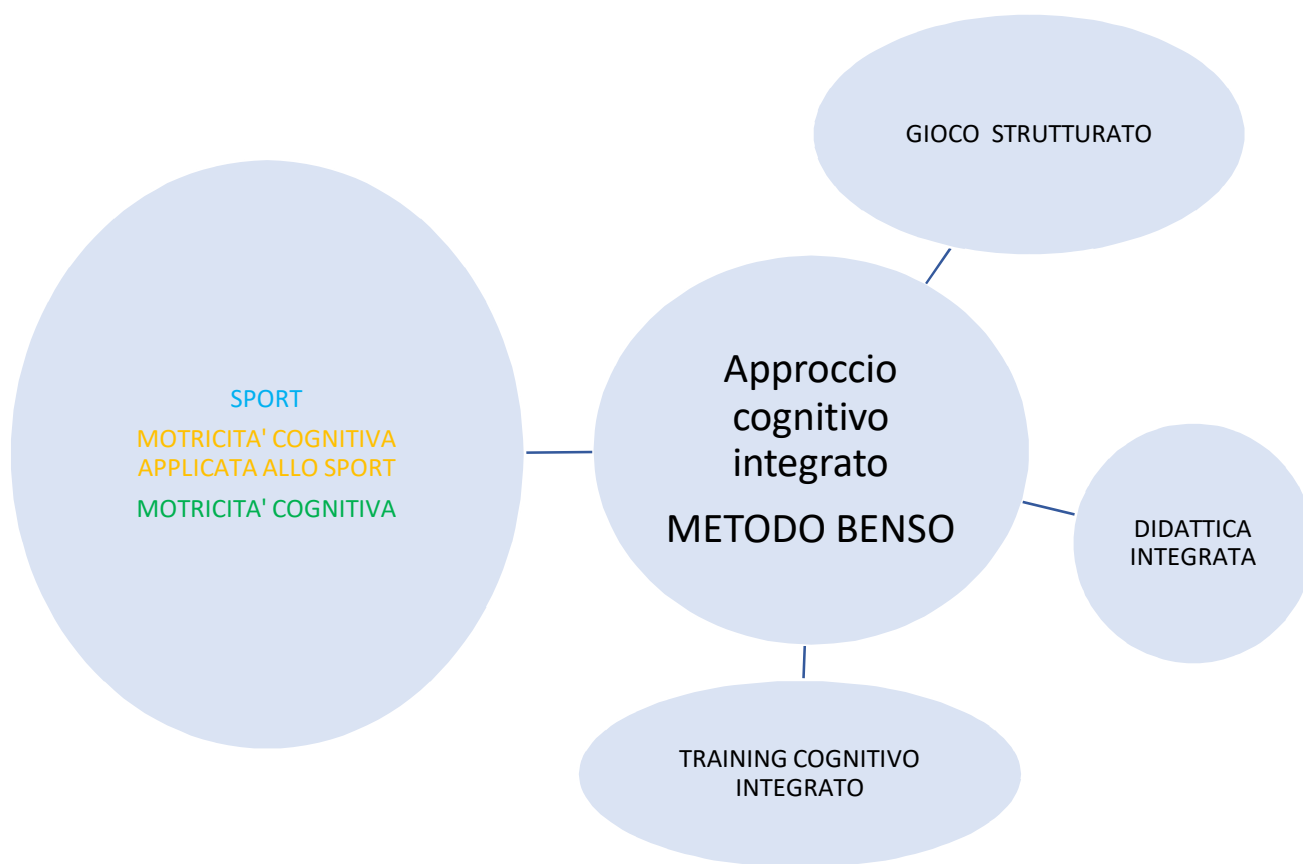 GIOCO STRUTTURATO
SPORT
MOTRICITA' COGNITIVA
APPLICATA ALLO SPORT
MOTRICITA' COGNITIVA
Approccio
cognitivo
integrato
METODO BENSO
DIDATTICA
INTEGRATA
TRAINING COGNITIVO
INTEGRATO